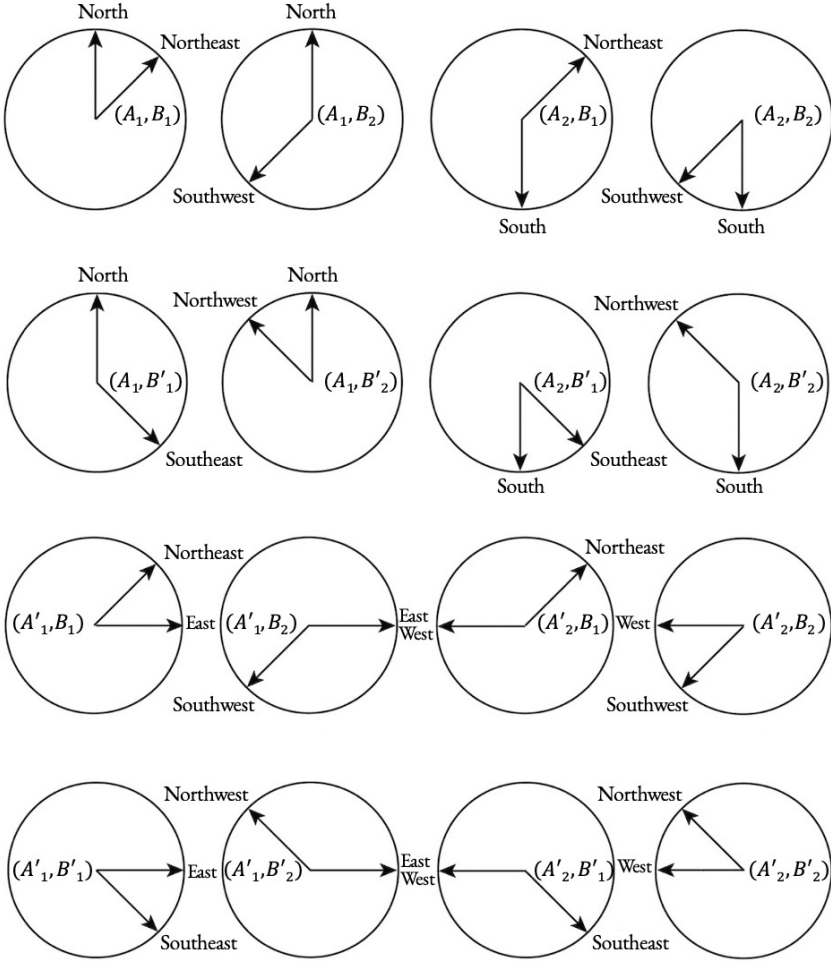 North
Northeast
(A₁,B₁)
North
(A₁,B₂)
Southwest
Northeast
(A₂,B₁)
South
(A₂,B₂)
Southwest
South
North
(A₁,B′₁)
Southeast
Northwest
North
(A₁,B′₂)
(A₂,B′₁)
Southeast
South
Northwest
(A₂,B′₂)
South
Northeast
(A′₁,B₁)
East
(A′₁,B₂)
East
Southwest
Northeast
West
(A′₂,B₁)
West
(A′₂,B₂)
Southwest
(A′₁,B′₁)
East
Southeast
Northwest
(A′₁,B′₂)
East
West
(A′₂,B′₁)
Southeast
Northwest
West
(A′₂,B′₂)